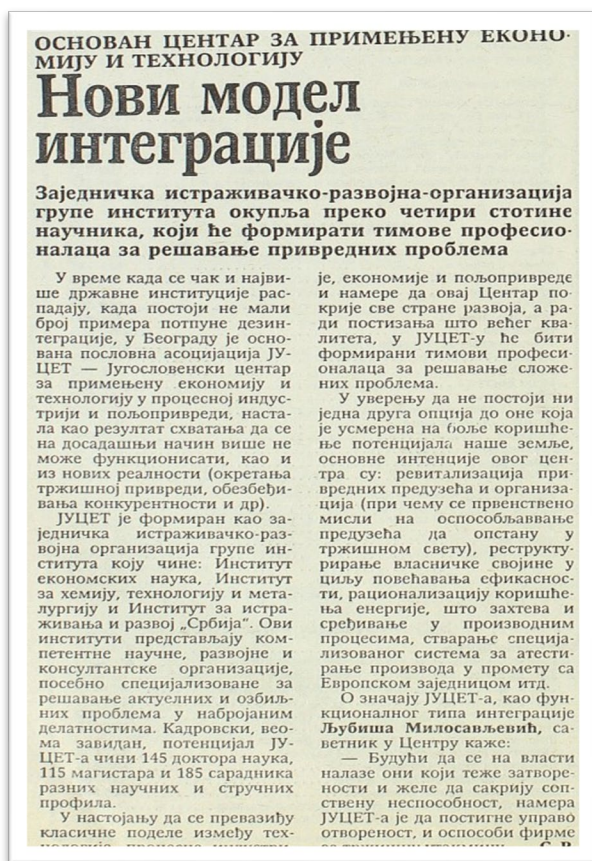 ОСНОВАН ЦЕНТАР ЗА ПРИМЕЊЕНУ ЕКОНО-
МИЈУ И ТЕХНОЛОГИЈУ
Нови модел
интеграције
Заједничка истраживачко-развојна-организација
групе института окупља преко четири стотине
научника, који ће формирати тимове професио-
налаца за решавање привредних проблема
У време када се чак и најви-
ше државне институције рас-
падају, када постоји не мали
број примера потпуне дезин-
теграције, у Београду је осно-
вана пословна асоцијација ЈУ-
ЦЕТ — Југословенски центар
за примењену економију и
технологију у процесној индус-
трији и пољопривреди, наста-
ла као резултат схватања да се
на досадашњи начин више не
може функционисати, као и
из нових реалности (окретања
тржишној привреди, обезбеђи-
вања конкурентности и др).
ЈУЦЕТ је формиран као за-
једничка истраживачко-раз-
војна организација групе ин-
ститута коју чине: Институт
економских наука, Институт
за хемију, технологију и мета-
лургију и Институт за истра-
живања и развој „Србија“. Ови
институти представљају ком-
петентне научне, развојне и
консултантске организације,
посебно специјализоване за
решавање актуелних и озбиљ-
них проблема у набројаним
делатностима. Кадровски, вео-
ма завидан, потенцијал ЈУ-
ЦЕТ-а чини 145 доктора наука,
115 магистара и 185 сарадника
разних научних и стручних
профила.
У настојању да се превазиђу
класичне поделе између тех-
је, економије и пољопривреде
и намере да овај Центар по-
крије све стране развоја, а ра-
ди постизања што већег ква-
литета, у ЈУЦЕТ-у ће бити
формирани тимови професи-
оналаца за решавање сложе-
них проблема.
У уверењу да не постоји ни
једна друга опција до оне која
је усмерена на боље коришће-
ње потенцијала наше земље,
основне интенције овог цен-
тра су: ревитализација при-
вредних предузећа и организа-
ција (при чему се првенствено
мисли на оспособљаввање
предузећа да опстану у
тржишном свету), реструкту-
рирање власничке својине у
циљу повећавања ефикаснос-
ти, рационализацију коришће-
ња енергије, што захтева и
сређивање у производним
процесима, стварање специја-
лизованог система за атести-
рање производа у промету са
Европском заједницом итд.
О значају ЈУЦЕТ-а, као фун-
кционалног типа интеграције
Љубиша Милосављевић, са-
ветник у Центру каже:
— Будући да се на власти
налазе они који теже затворе-
ности и желе да сакрију соп-
ствену неспособност, намера
ЈУЦЕТ-а је да постигне управо
отвореност, и оспособи фирме